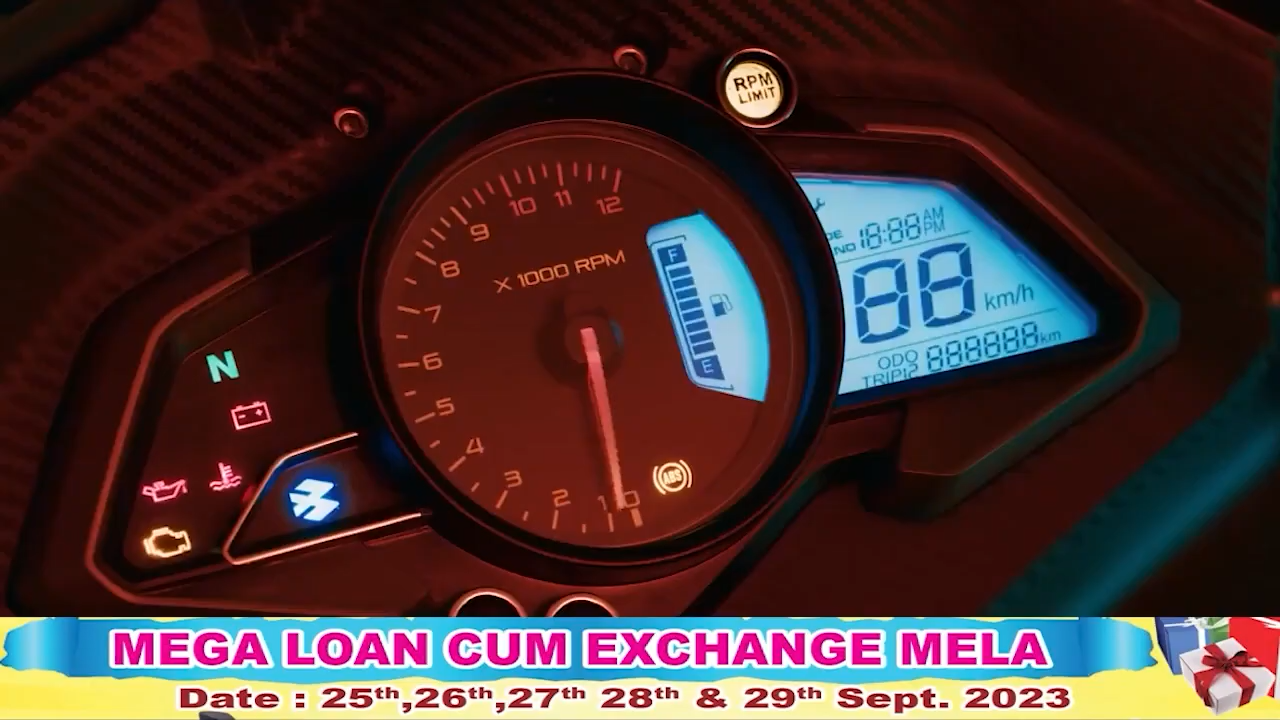 RPM
LIMIT
12
11
10
9
8
7
6
5
4
3
2
1
0
X 1000 RPM
F
E
ABS
N
18:88 AM
PM
88 km/h
ODO 888888 km
TRIP12
MEGA LOAN CUM EXCHANGE MELA
Date : 25th,26th,27th 28th & 29th Sept. 2023